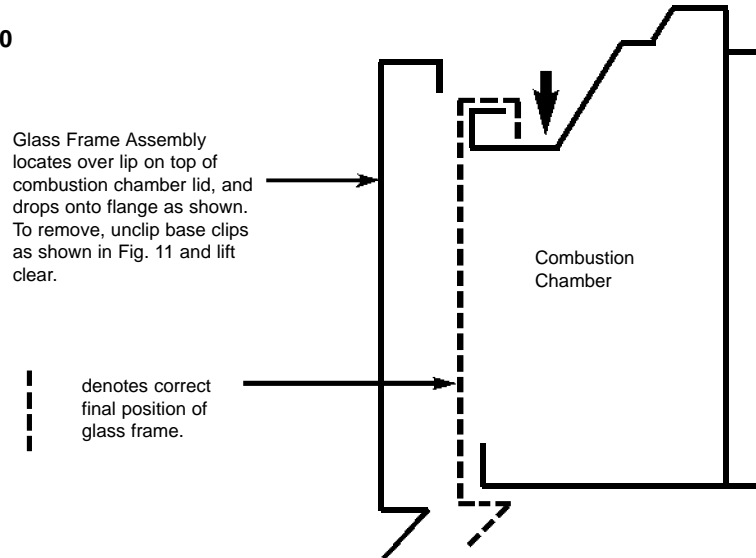 0
Glass Frame Assembly
locates over lip on top of
combustion chamber lid, and
drops onto flange as shown.
To remove, unclip base clips
as shown in Fig. 11 and lift
clear.
Combustion
Chamber
denotes correct
final position of
glass frame.